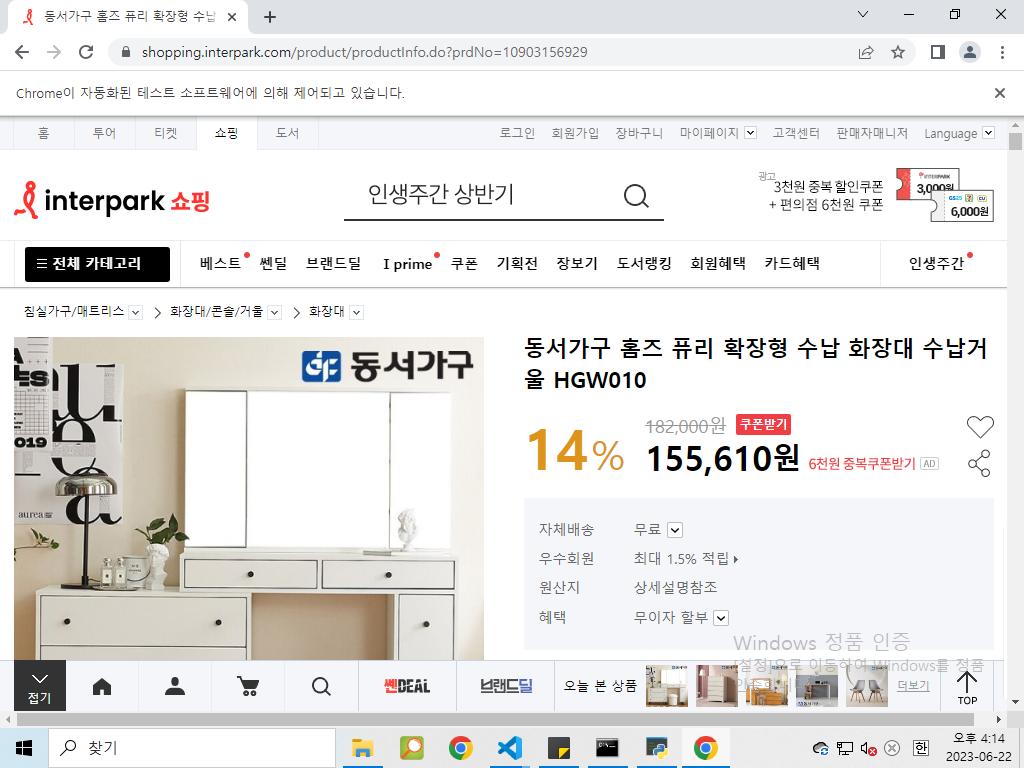 동서가구 홈즈 퓨리 확장형 수납
shopping.interpark.com/product/productInfo.do?prdNo=10903156929
Chrome이 자동화된 테스트 소프트웨어에 의해 제어되고 있습니다.
홈 투어 티켓 쇼핑 도서 로그인 회원가입 장바구니 마이페이지 고객센터 판매자매니저 Language
interpark 쇼핑
인생주간 상반기
광고
3천원 중복 할인쿠폰
+ 편의점 6천원 쿠폰
INTERPARK
3,000원
GS25 CU
6,000원
전체 카테고리 베스트 쎈딜 브랜드딜 I prime 쿠폰 기획전 장보기 도서랭킹 회원혜택 카드혜택 인생주간
침실가구/매트리스 화장대/콘솔/거울 화장대
동서가구
2019
aurea
동서가구 홈즈 퓨리 확장형 수납 화장대 수납거
울 HGW010
182,000원 쿠폰받기
14% 155,610원 6천원 중복쿠폰받기 AD
자체배송 무료
우수회원 최대 1.5% 적립
원산지 상세설명참조
혜택 무이자 할부
Windows 정품 인증
[설정]으로 이동하여 Windows를 정품
접기
쎈DEAL
브랜드딜
오늘 본 상품
더보기
TOP
찾기
한
오후 4:14
2023-06-22